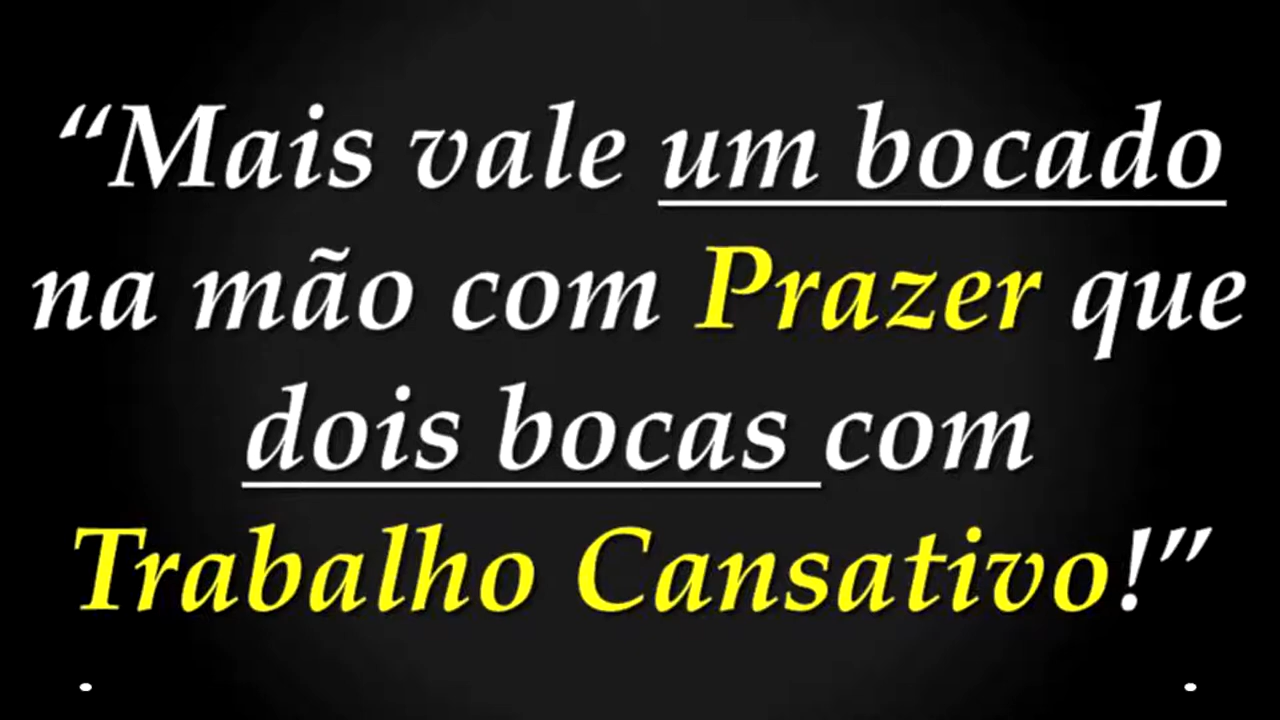 “Mais vale um bocado
na mão com Prazer que
dois bocas com
Trabalho Cansativo!”